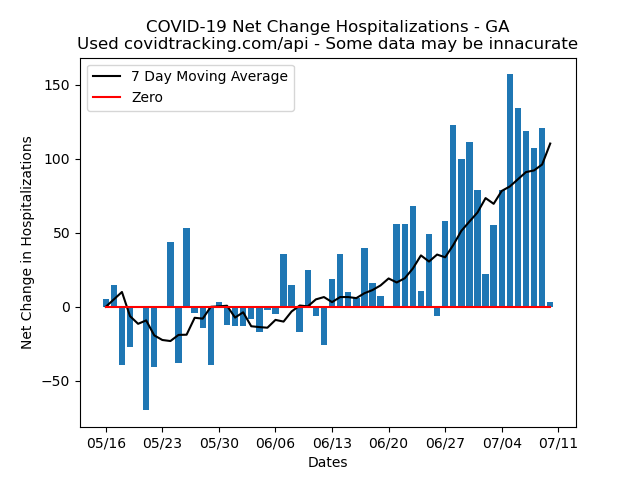 COVID-19 Net Change Hospitalizations - GA
Used covidtracking.com/api - Some data may be innacurate
7 Day Moving Average
Zero
Net Change in Hospitalizations
150
100
50
0
−50
05/16 05/23 05/30 06/06 06/13 06/20 06/27 07/04 07/11
Dates